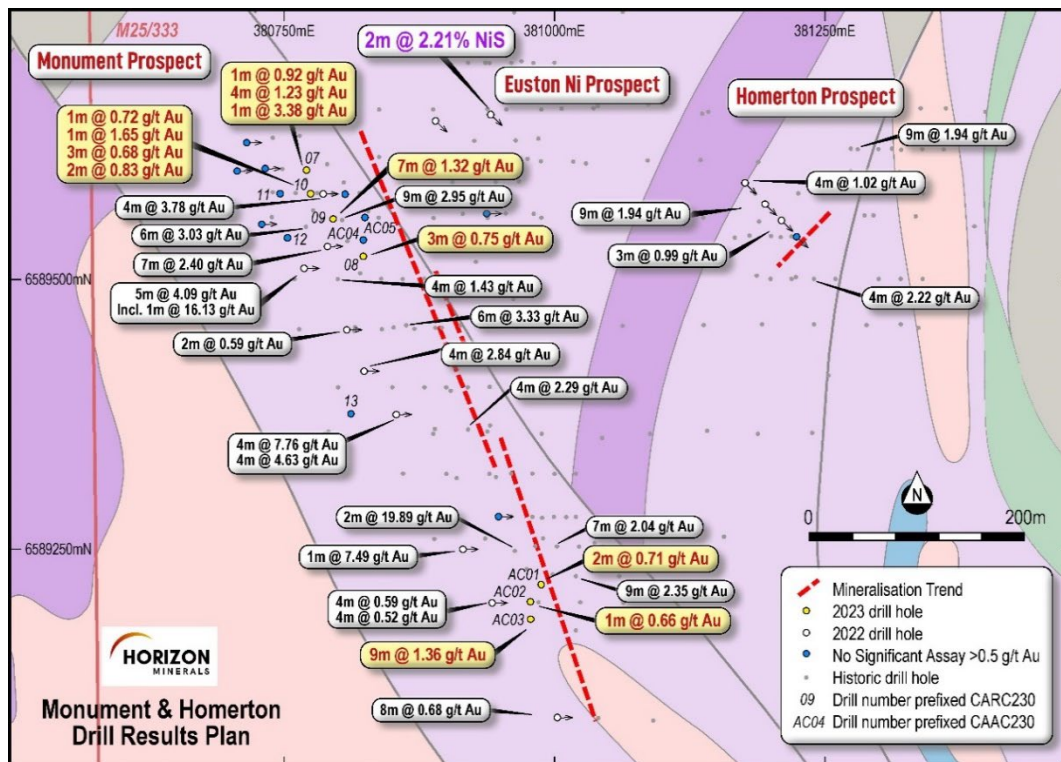 M25/333
380750mE
381000mE
381250mE
2m @ 2.21% NiS
Monument Prospect
Euston Ni Prospect
Homerton Prospect
1m @ 0.92 g/t Au
4m @ 1.23 g/t Au
1m @ 3.38 g/t Au
1m @ 0.72 g/t Au
1m @ 1.65 g/t Au
3m @ 0.68 g/t Au
2m @ 0.83 g/t Au
9m @ 1.94 g/t Au
07
7m @ 1.32 g/t Au
4m @ 1.02 g/t Au
11
10
9m @ 2.95 g/t Au
4m @ 3.78 g/t Au
9m @ 1.94 g/t Au
09
6m @ 3.03 g/t Au
12
AC04
AC05
3m @ 0.75 g/t Au
3m @ 0.99 g/t Au
7m @ 2.40 g/t Au
08
6589500mN
5m @ 4.09 g/t Au
Incl. 1m @ 16.13 g/t Au
4m @ 1.43 g/t Au
4m @ 2.22 g/t Au
6m @ 3.33 g/t Au
2m @ 0.59 g/t Au
4m @ 2.84 g/t Au
4m @ 2.29 g/t Au
13
4m @ 7.76 g/t Au
4m @ 4.63 g/t Au
N
0
200m
2m @ 19.89 g/t Au
7m @ 2.04 g/t Au
6589250mN
1m @ 7.49 g/t Au
2m @ 0.71 g/t Au
AC01
9m @ 2.35 g/t Au
AC02
4m @ 0.59 g/t Au
4m @ 0.52 g/t Au
AC03
1m @ 0.66 g/t Au
9m @ 1.36 g/t Au
8m @ 0.68 g/t Au
HORIZON
MINERALS
Monument & Homerton
Drill Results Plan
Mineralisation Trend
2023 drill hole
2022 drill hole
No Significant Assay >0.5 g/t Au
Historic drill hole
09 Drill number prefixed CARC230
AC04 Drill number prefixed CAAC230